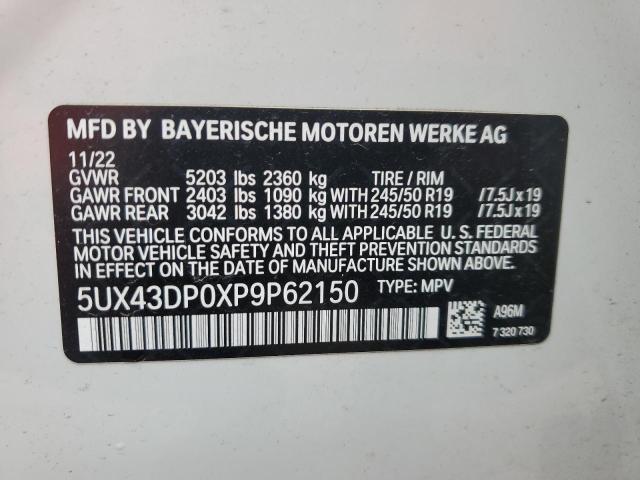 MFD BY BAYERISCHE MOTOREN WERKE AG
11/22
GVWR 5203 lbs 2360 kg TIRE / RIM
GAWR FRONT 2403 lbs 1090 kg WITH 245/50 R19 /7.5J x 19
GAWR REAR 3042 lbs 1380 kg WITH 245/50 R19 /7.5J x 19
THIS VEHICLE CONFORMS TO ALL APPLICABLE U. S. FEDERAL
MOTOR VEHICLE SAFETY AND THEFT PREVENTION STANDARDS
IN EFFECT ON THE DATE OF MANUFACTURE SHOWN ABOVE.
5UX43DP0XP9P62150 TYPE: MPV
A96M
7 320 730